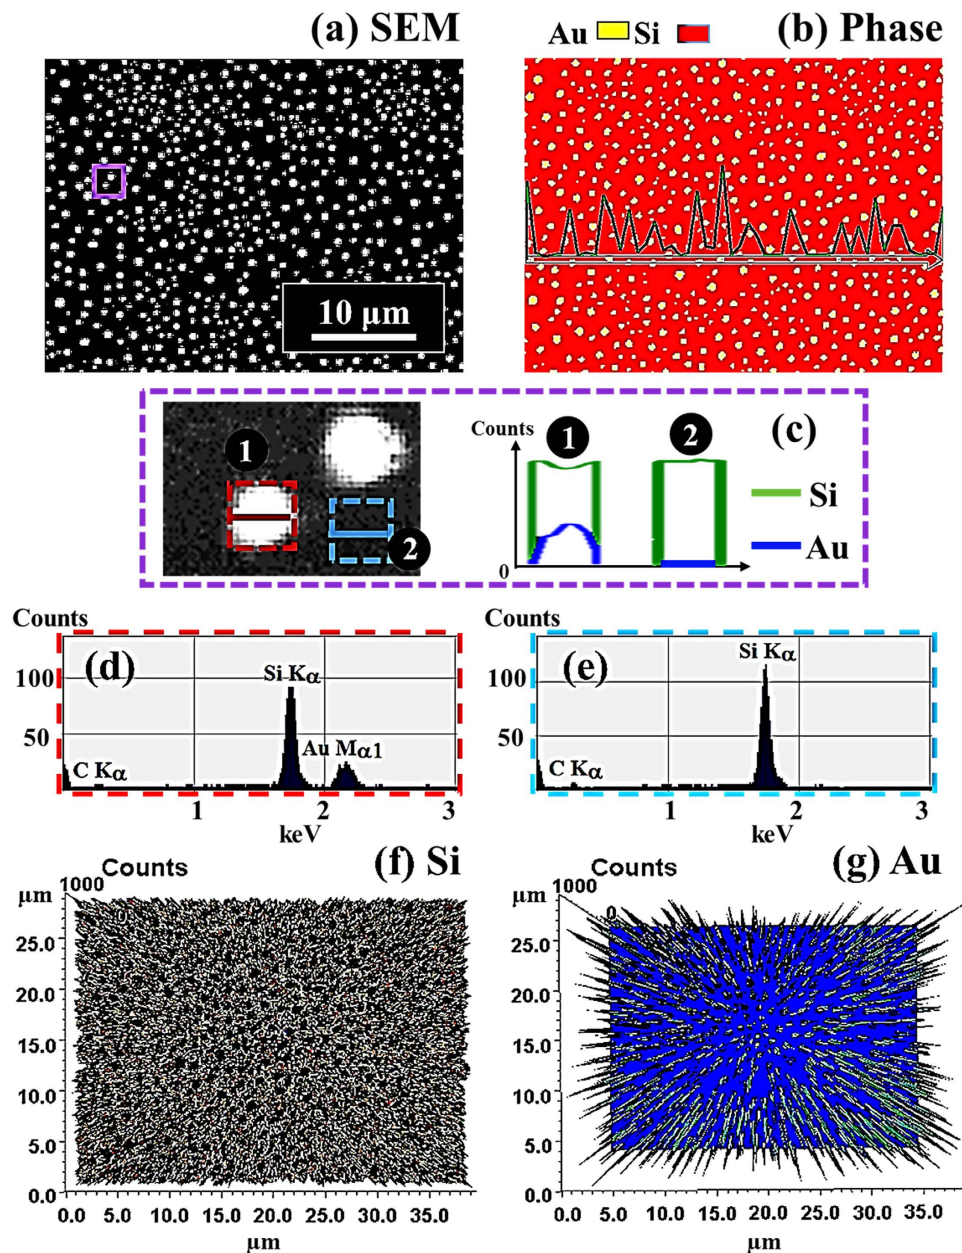 (a) SEM
Au Si (b) Phase
10 μm
1
2
Counts
1
2
(c)
Si
Au
0
keV
Counts
(d)
100
50
Si Kα
Au Mα1
C Kα
1
2
3
keV
(e)
100
50
Si Kα
C Kα
1
2
3
keV
Counts
(f) Si
μm
1000
25.0
20.0
15.0
10.0
5.0
0.0
0.0 5.0 10.0 15.0 20.0 25.0 30.0 35.0
μm
Counts
(g) Au
μm
1000
0
25.0
20.0
15.0
10.0
5.0
0.0
0.0 5.0 10.0 15.0 20.0 25.0 30.0 35.0
μm